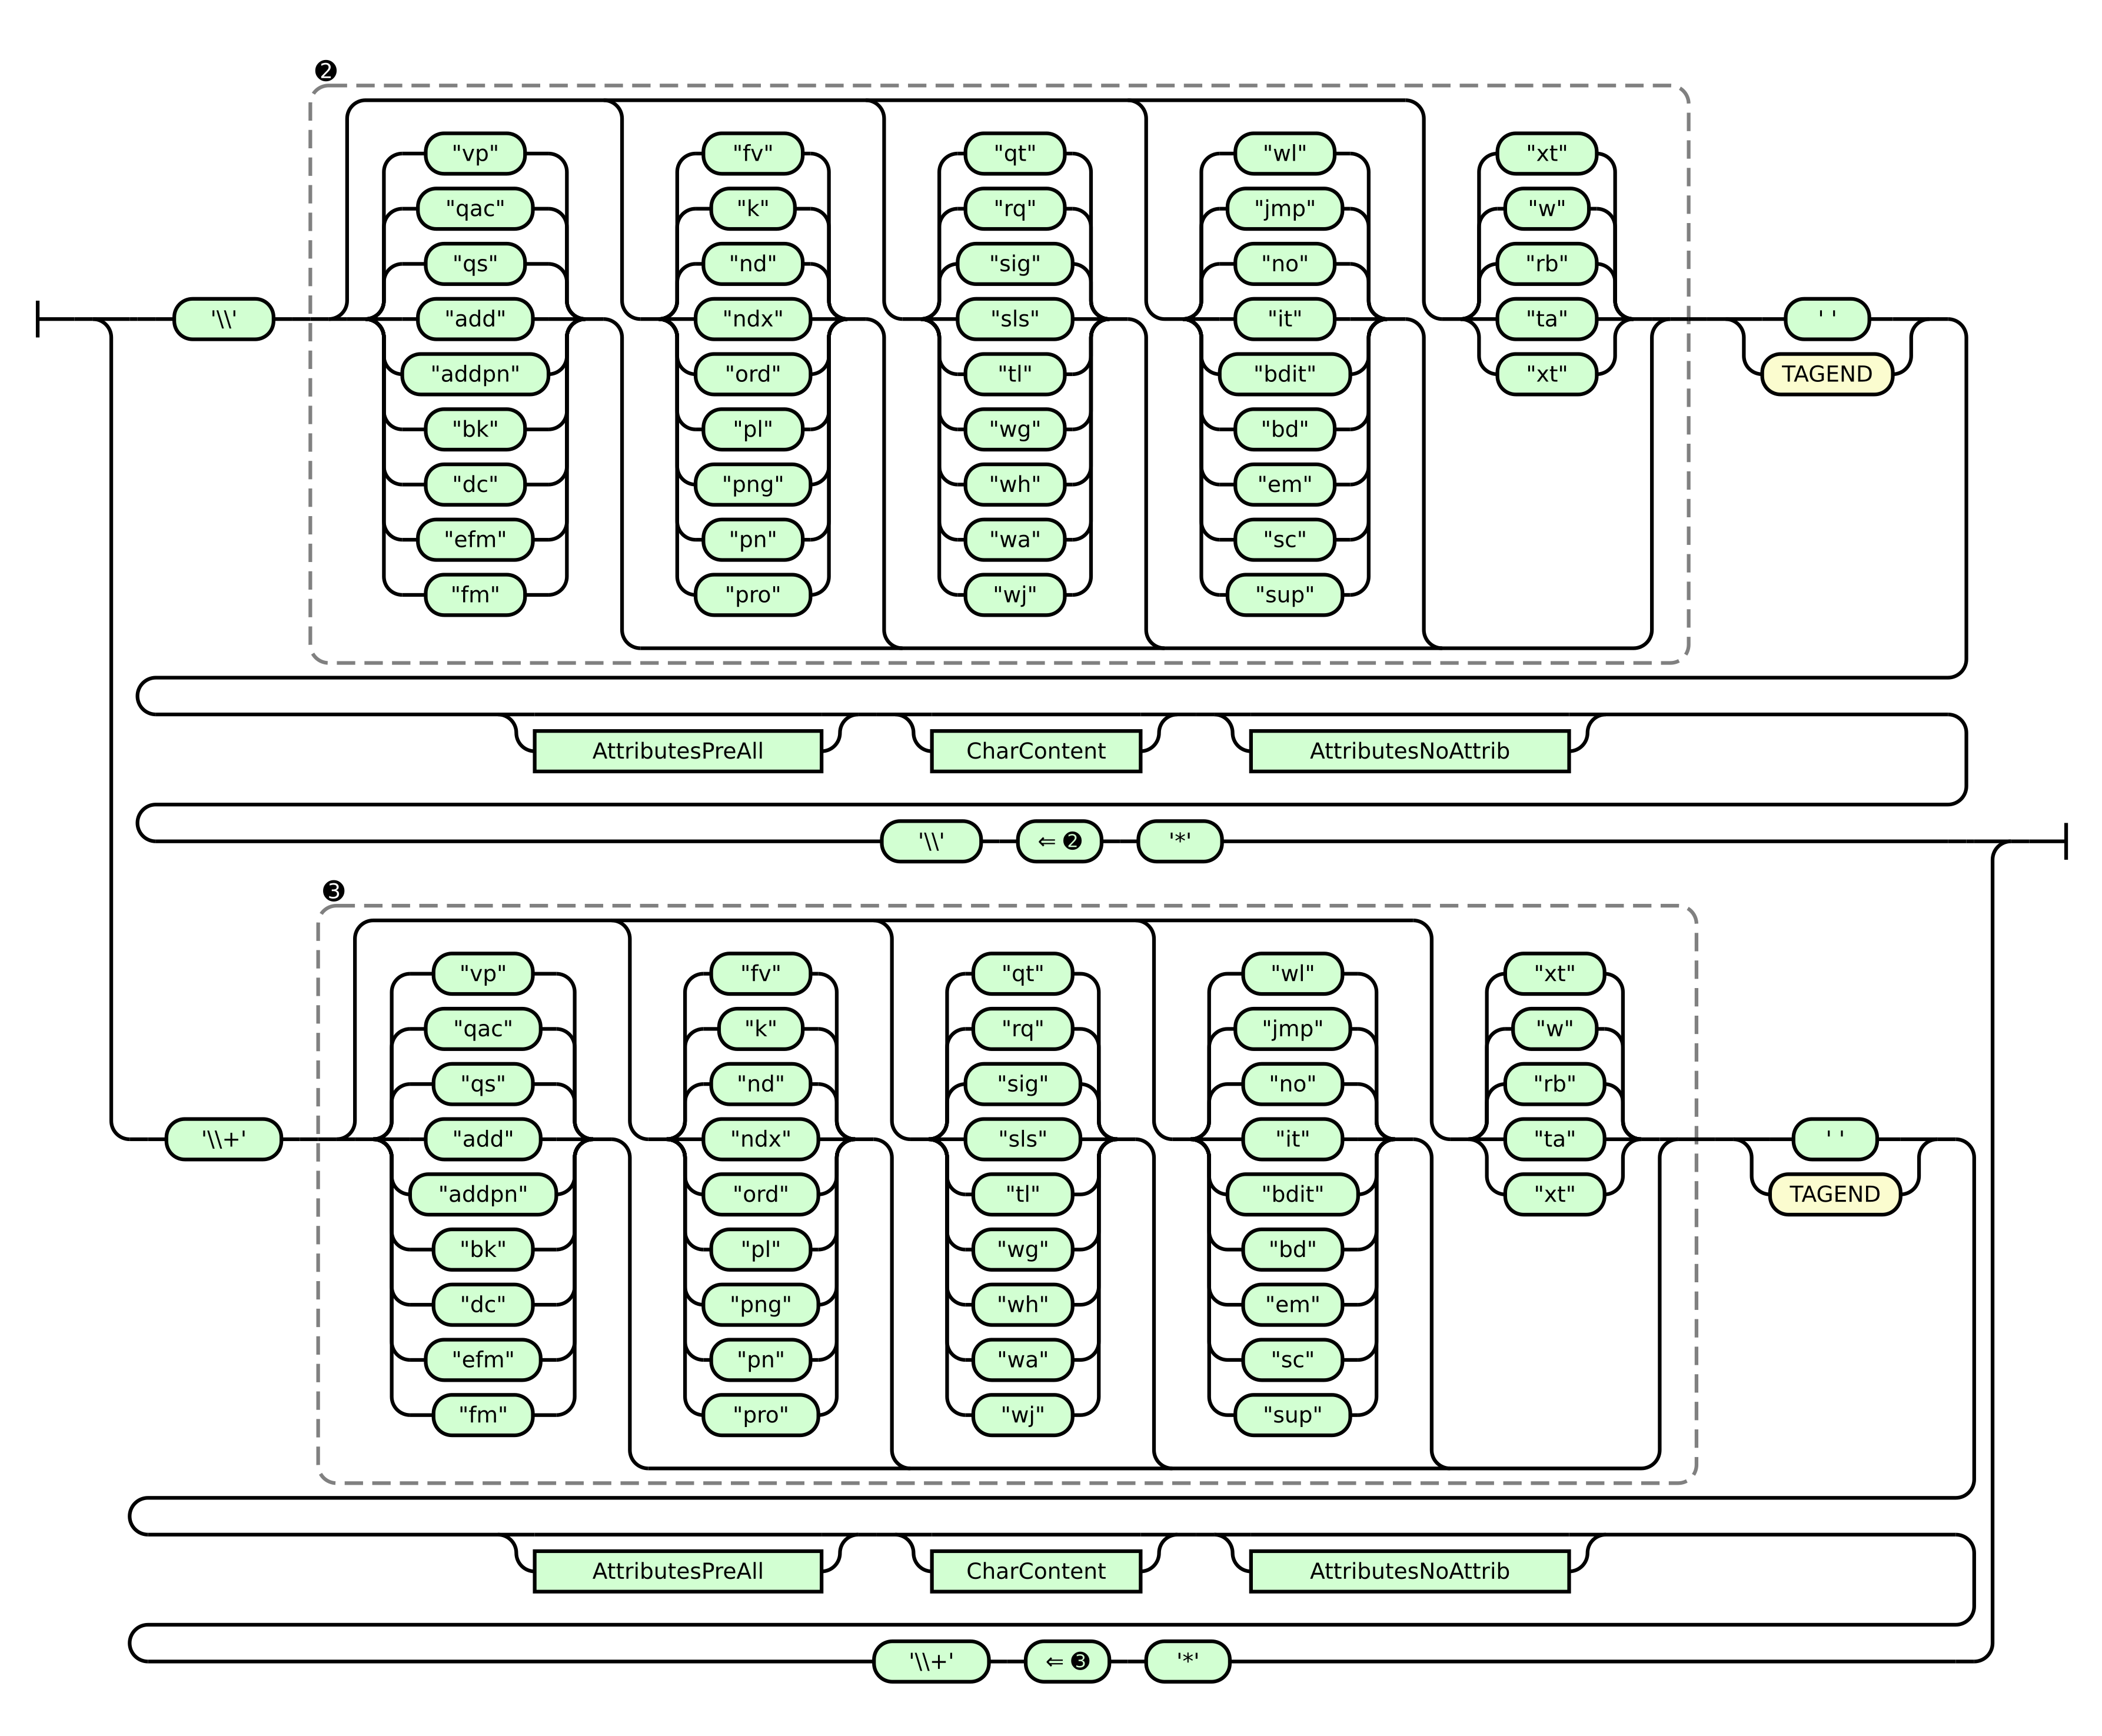 ❷
"vp" "fv" "qt" "wl" "xt"
"qac" "k" "rq" "jmp" "w"
"qs" "nd" "sig" "no" "rb"
'\\' "add" "ndx" "sls" "it" "ta" ' '
"addpn" "ord" "tl" "bdit" "xt" TAGEND
"bk" "pl" "wg" "bd"
"dc" "png" "wh" "em"
"efm" "pn" "wa" "sc"
"fm" "pro" "wj" "sup"
AttributesPreAll CharContent AttributesNoAttrib
'\\' ⇐ ❷ '*'
❸
"vp" "fv" "qt" "wl" "xt"
"qac" "k" "rq" "jmp" "w"
"qs" "nd" "sig" "no" "rb"
'\\+' "add" "ndx" "sls" "it" "ta" ' '
"addpn" "ord" "tl" "bdit" "xt" TAGEND
"bk" "pl" "wg" "bd"
"dc" "png" "wh" "em"
"efm" "pn" "wa" "sc"
"fm" "pro" "wj" "sup"
AttributesPreAll CharContent AttributesNoAttrib
'\\+' ⇐ ❸ '*'